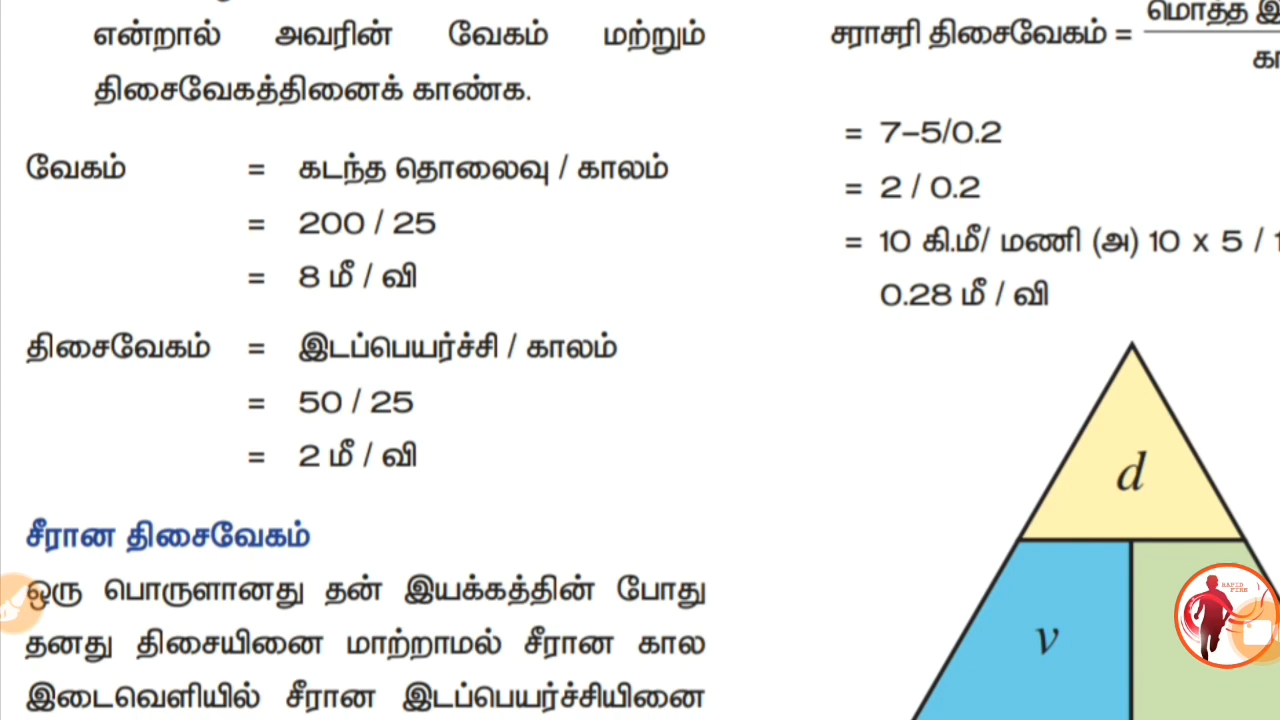 என்றால் அவரின் வேகம் மற்றும்
திசைவேகத்தினைக் காண்க.
வேகம் = கடந்த தொலைவு / காலம்
= 200 / 25
= 8 மீ / வி
திசைவேகம் = இடப்பெயர்ச்சி / காலம்
= 50 / 25
= 2 மீ / வி
சீரான திசைவேகம்
ஒரு பொருளானது தன் இயக்கத்தின் போது
தனது திசையினை மாற்றாமல் சீரான கால
இடைவெளியில் சீரான இடப்பெயர்ச்சியினை
மொத்த
சராசரி திசைவேகம் =
= 7–5/0.2
= 2 / 0.2
= 10 கி.மீ/ மணி (அ) 10 x 5 /
0.28 மீ / வி
d
v
RAPID
FIRE